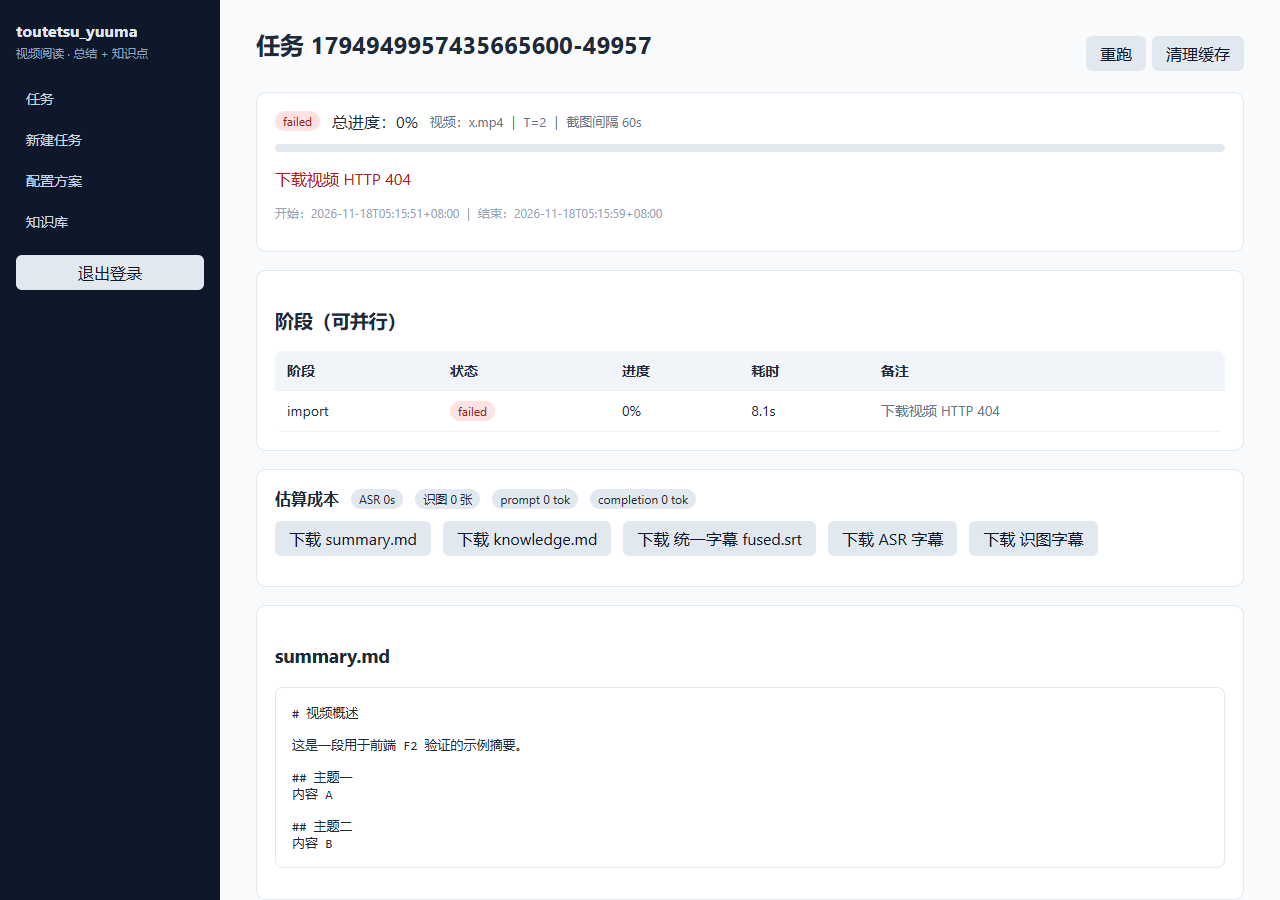 toutetsu_yuuma
视频阅读 · 总结 + 知识点
任务
新建任务
配置方案
知识库
退出登录
任务 1794949957435665600-49957
重跑
清理缓存
failed 总进度：0% 视频：x.mp4 | T=2 | 截图间隔 60s
下载视频 HTTP 404
开始：2026-11-18T05:15:51+08:00 | 结束：2026-11-18T05:15:59+08:00
阶段（可并行）
阶段 状态 进度 耗时 备注
import failed 0% 8.1s 下载视频 HTTP 404
估算成本 ASR 0s 识图 0 张 prompt 0 tok completion 0 tok
下载 summary.md 下载 knowledge.md 下载 统一字幕 fused.srt 下载 ASR 字幕 下载 识图字幕
summary.md
# 视频概述
这是一段用于前端 F2 验证的示例摘要。
## 主题一
内容 A
## 主题二
内容 B